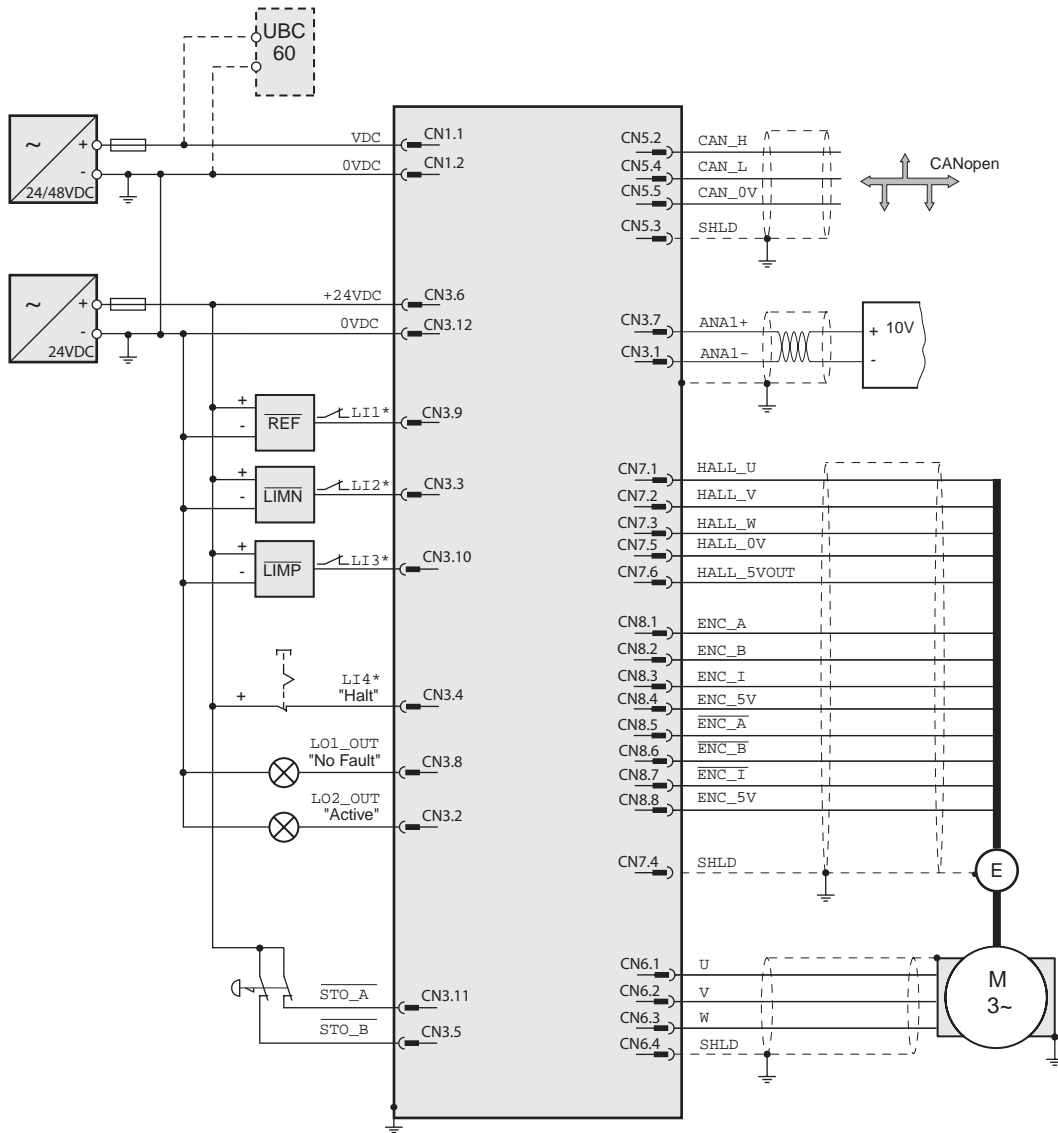 UBC
60
~
+
-
24/48VDC
VDC
CN1.1
0VDC
CN1.2
~
+
-
24VDC
+24VDC
CN3.6
0VDC
CN3.12
+
-
REF
LI1*
CN3.9
+
-
LIMN
LI2*
CN3.3
+
-
LIMP
LI3*
CN3.10
+
LI4*
"Halt"
CN3.4
LO1_OUT
"No Fault"
CN3.8
LO2_OUT
"Active"
CN3.2
STO_A
CN3.11
STO_B
CN3.5
CN5.2
CAN_H
CN5.4
CAN_L
CN5.5
CAN_0V
CN5.3
SHLD
CANopen
CN3.7
ANA1+
CN3.1
ANA1-
+ 10V
-
CN7.1
HALL_U
CN7.2
HALL_V
CN7.3
HALL_W
CN7.5
HALL_0V
CN7.6
HALL_5VOUT
CN8.1
ENC_A
CN8.2
ENC_B
CN8.3
ENC_I
CN8.4
ENC_5V
CN8.5
ENC_A
CN8.6
ENC_B
CN8.7
ENC_I
CN8.8
ENC_5V
CN7.4
SHLD
E
CN6.1
U
CN6.2
V
CN6.3
W
CN6.4
SHLD
M
3~